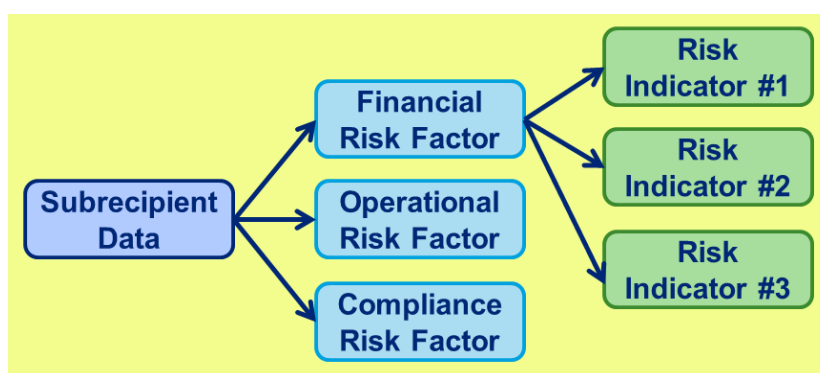 Subrecipient
Data
Financial
Risk Factor
Operational
Risk Factor
Compliance
Risk Factor
Risk
Indicator #1
Risk
Indicator #2
Risk
Indicator #3